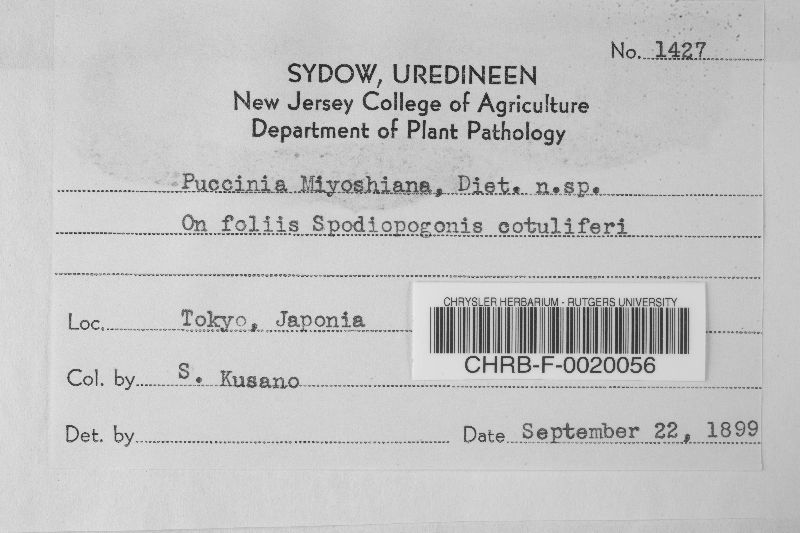 No. 1427
SYDOW, UREDINEEN
New Jersey College of Agriculture
Department of Plant Pathology
Puccinia Miyoshiana, Diet. n.sp.
On foliis Spodiopogonis cotuliferi
Loc. Tokyo, Japonia
CHRYSLER HERBARIUM - RUTGERS UNIVERSITY
CHRB-F-0020056
Col. by S. Kusano
Det. by
Date September 22, 1899